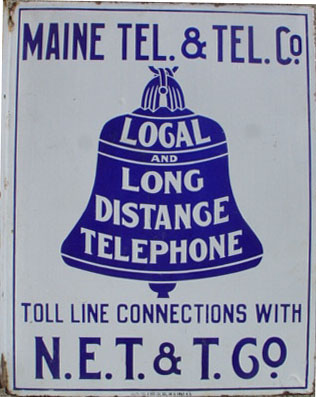 MAINE TEL. & TEL. Co
LOCAL
AND
LONG
DISTANCE
TELEPHONE
TOLL LINE CONNECTIONS WITH
N.E.T. & T. Co